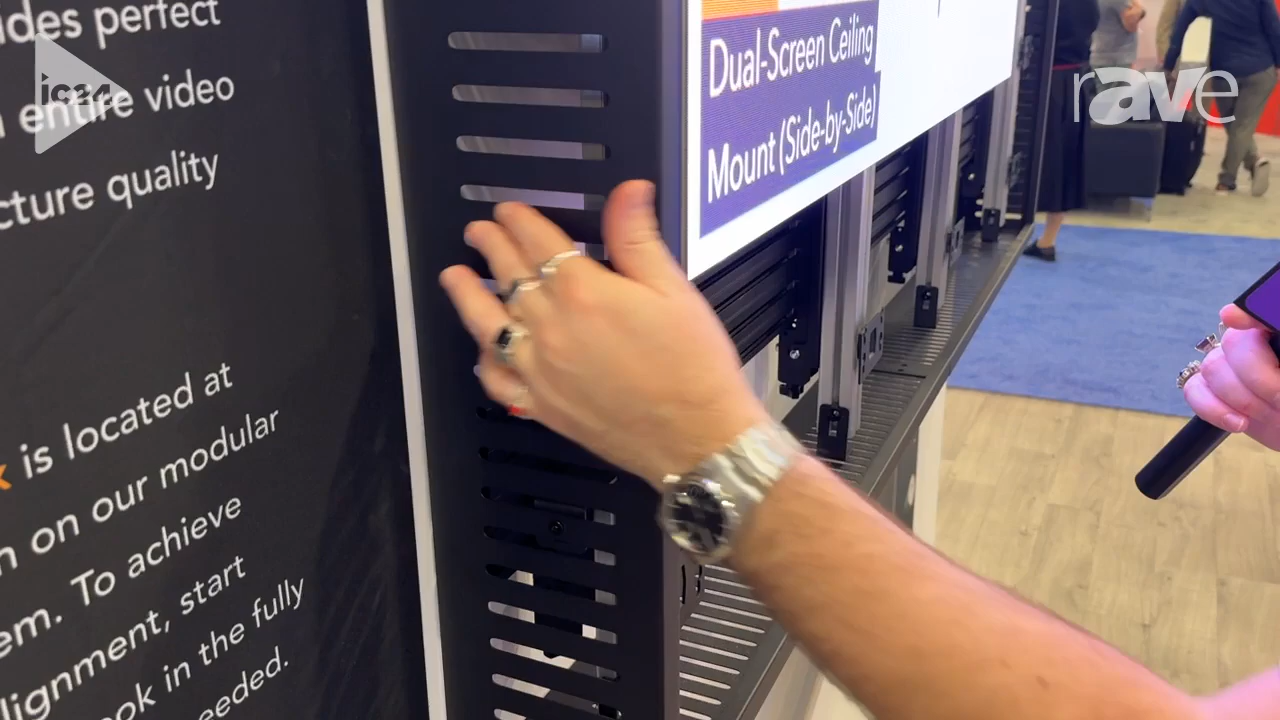 ides perfect
entire video
cture quality
is located at
n on our modular
em. To achieve
lignment, start
ook in the fully
eeded.
Dual-Screen Ceiling
Mount (Side-by-Side)
ic24
rave